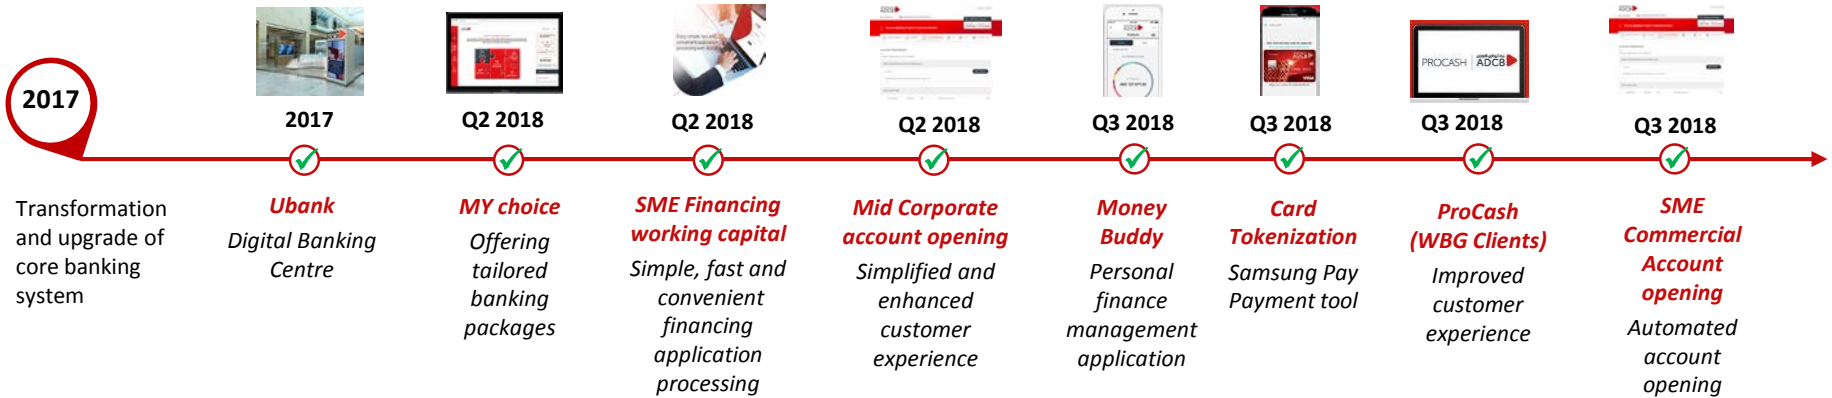 2017
Transformation
and upgrade of
core banking
system
2017
Ubank
Digital Banking
Centre
Q2 2018
MY choice
Offering
tailored
banking
packages
Q2 2018
SME Financing
working capital
Simple, fast and
convenient
financing
application
processing
Q2 2018
Mid Corporate
account opening
Simplified and
enhanced
customer
experience
Q3 2018
Money
Buddy
Personal
finance
management
application
Q3 2018
Card
Tokenization
Samsung Pay
Payment tool
PROCASH
ADCB
Q3 2018
ProCash
(WBG Clients)
Improved
customer
experience
Q3 2018
SME
Commercial
Account
opening
Automated
account
opening